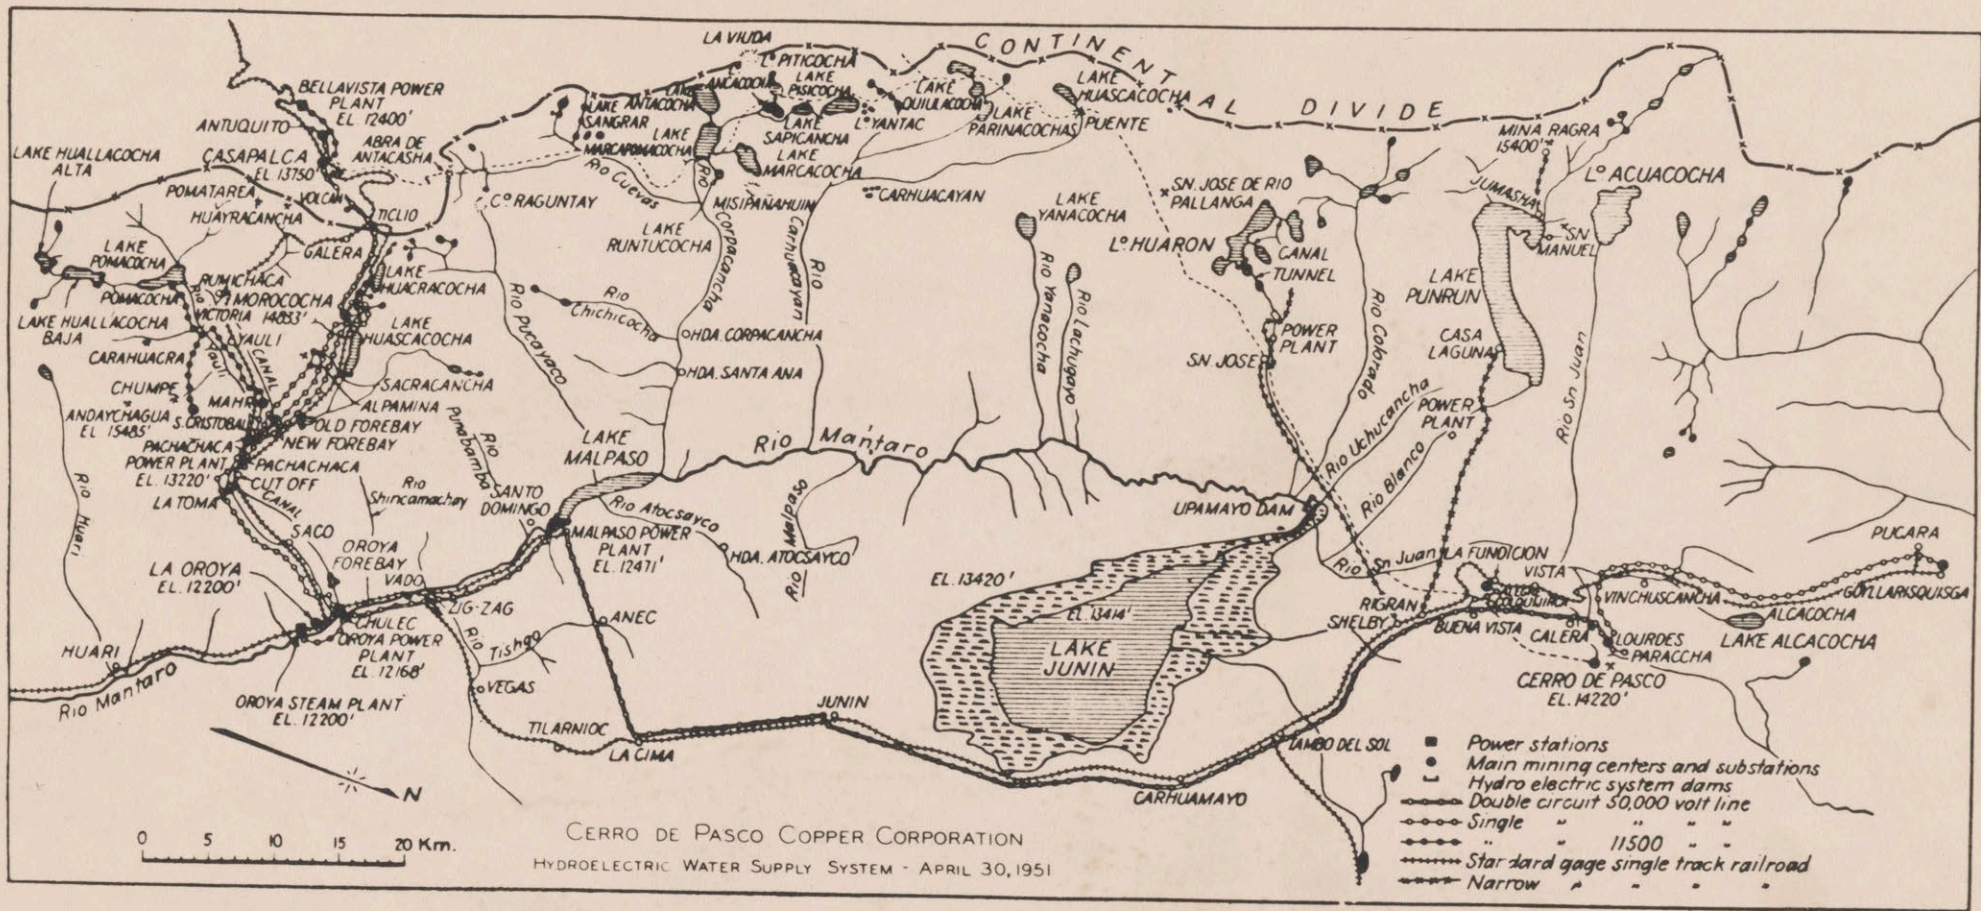 CONTINENTAL DIVIDE
LA VIUDA
Lº PITICOCHA
LAKE
PISICOCHA
LAKE ANTACOCHA
LAKE
SANGRAR
MARCAPOMACOCHA
LAKE
LAKE
SAPICANCHA
LAKE
MARCACOCHA
Lº YANTAC
LAKE
LAKE
PARINACOCHAS
LAKE
HUASCACOCHA
PUENTE
BELLAVISTA POWER
PLANT
EL. 12400'
ANTUQUITO
ABRA DE
ANTACASHA
CASAPALCA
EL 13750'
LAKE HUALLACOCHA
ALTA
POMATAREA
VOLCAN
HUAYRACANCHA
TICLIO
GALERA
Cº RAGUNTAY
Rio Cuevas
MISIPAÑAHUIN
LAKE
RUNTUCOCHA
Rio
Corpacancha
Carhuacayan
Rio
CARHUACAYAN
LAKE
YANACOCHA
Rio Yanacocha
Rio Lachugayo
SN. JOSE DE RIO
PALLANGA
Lº HUARON
CANAL
TUNNEL
POWER
PLANT
SN. JOSE
Rio Colorado
MINA RAGRA
15400'
JUMASHA
SN
MANUEL
Lº ACUACOCHA
LAKE
PUNRUN
CASA
LAGUNA
POWER
PLANT
Rio Sn Juan
Rio Uchucancha
Rio Blanco
LAKE
POMACOCHA
POMACOCHA
RUMICHACA
MOROCOCHA
VICTORIA 14833'
LAKE
HUACRACOCHA
LAKE
HUASCACOCHA
LAKE HUALLACOCHA
BAJA
YAULI
Rio
Yauli
CANAL
CARAHUACRA
CHUMPE
ANDAYCHAGUA
EL 15485'
S. CRISTOBAL
MAHR
SACRACANCHA
ALPAMINA
OLD FOREBAY
NEW FOREBAY
PACHACHACA
POWER PLANT
EL. 13220'
PACHACHACA
CUT OFF
LA TOMA
CANAL
SACO
Rio Huari
Rio Pucayaco
Rio
Chichicocha
HDA. CORPACANCHA
HDA. SANTA ANA
Rio
Punabamba
Rio
Shincamachay
LAKE
MALPASO
SANTO
DOMINGO
Rio Mantaro
Rio Atocsayco
MALPASO POWER
PLANT
EL. 12471'
HDA. ATOCSAYCO
Malpaso
Rio
OROYA
FOREBAY
VADO
LA OROYA
EL. 12200'
CHULEC
OROYA POWER
PLANT
EL 12168'
ZIG-ZAG
Rio
Tishgo
ANEC
HUARI
Rio Mantaro
OROYA STEAM PLANT
EL. 12200'
VEGAS
TILARNIOC
LA CIMA
JUNIN
UPAMAYO DAM
EL. 13420'
EL. 13414'
LAKE
JUNIN
CARHUAMAYO
TAMBO DEL SOL
Rio Sn Juan
LA FUNDICION
VISTA
RIGRAN
SHELBY
BUENA VISTA
CALERA
VINCHUSCANCHA
PUCARA
GOYLLARISQUISGA
ALCACOCHA
LAKE ALCACOCHA
LOURDES
PARACCHA
CERRO DE PASCO
EL. 14220'
N
0 5 10 15 20 Km.
CERRO DE PASCO COPPER CORPORATION
HYDROELECTRIC WATER SUPPLY SYSTEM - APRIL 30, 1951
Power stations
Main mining centers and substations
Hydro electric system dams
Double circuit 50,000 volt line
Single " " " "
" " 11500 " "
Standard gage single track railroad
Narrow " " " "